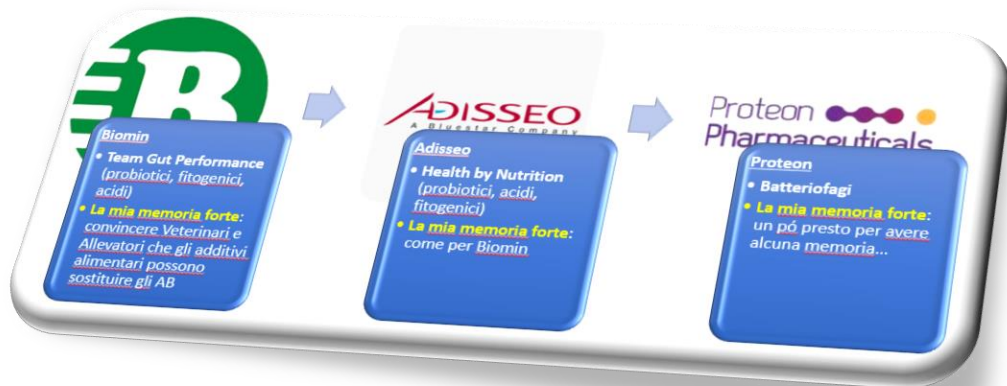 B
Biomin
• Team Gut Performance
(probiotici, fitogenici,
acidi)
• La mia memoria forte:
convincere Veterinari e
Allevatori che gli additivi
alimentari possono
sostituire gli AB
ADISSEO
A Bluestar Company
Adisseo
• Health by Nutrition
(probiotici, acidi,
fitogenici)
• La mia memoria forte:
come per Biomin
Proteon
Pharmaceuticals
Proteon
• Batteriofagi
• La mia memoria forte:
un pó presto per avere
alcuna memoria...